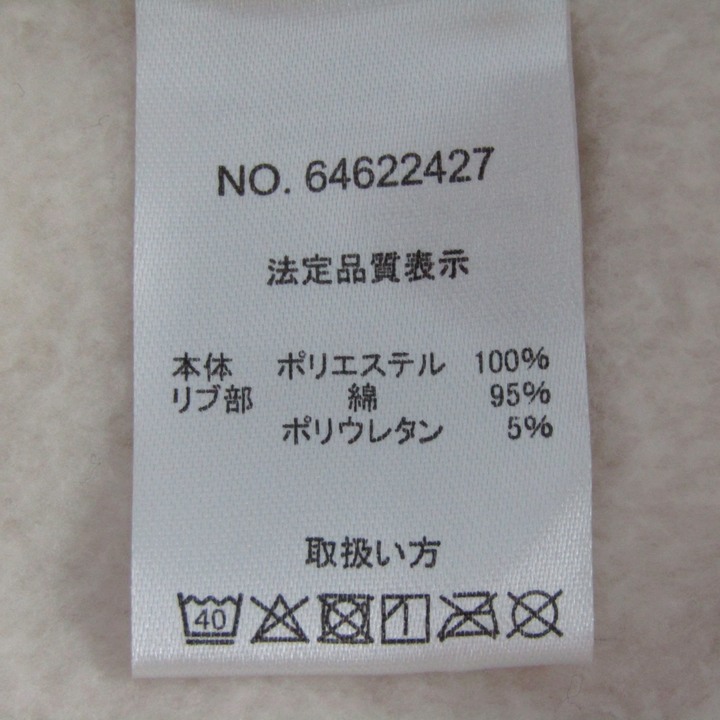 NO. 64622427
法定品質表示
本体 ポリエステル 100%
リブ部 綿 95%
ポリウレタン 5%
取扱い方
40